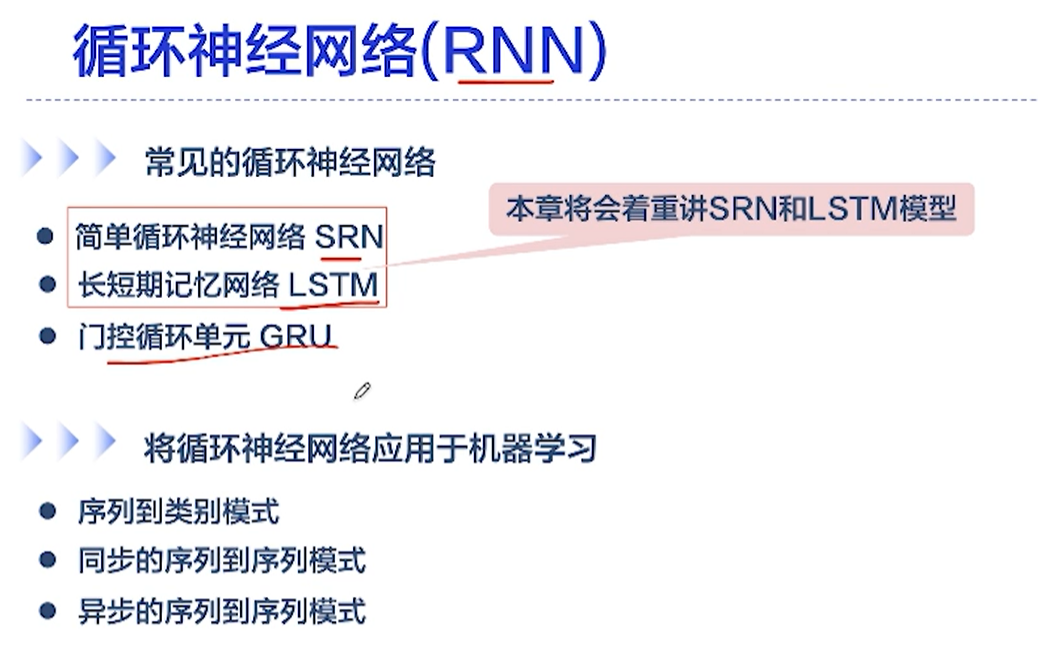 循环神经网络(RNN)
常见的循环神经网络
本章将会着重讲SRN和LSTM模型
简单循环神经网络 SRN
长短期记忆网络 LSTM
门控循环单元 GRU
将循环神经网络应用于机器学习
序列到类别模式
同步的序列到序列模式
异步的序列到序列模式